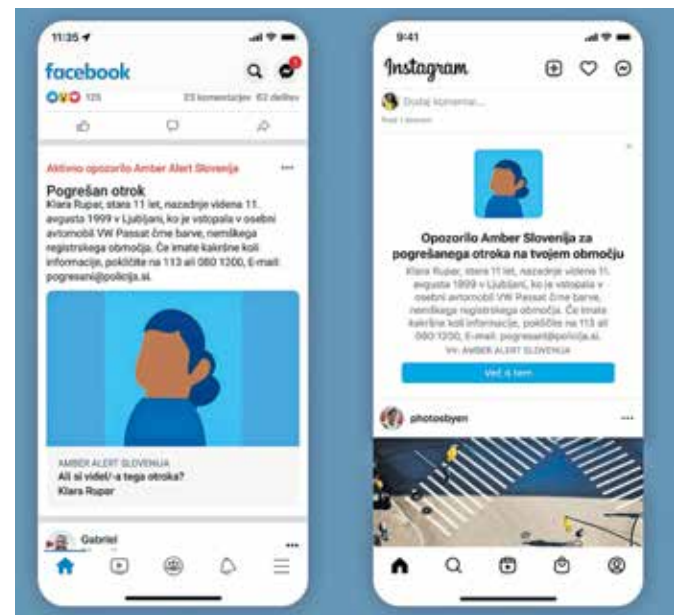 11:35
facebook
125
23 komentarjev 62 delitev
Aktivno opozorilo Amber Alert Slovenija
Pogrešan otrok
Klara Rupar, stara 11 let, nazadnje videna 11.
avgusta 1999 v Ljubljani, ko je vstopala v osebni
avtomobil VW Passat črne barve, nemškega
registrskega območja. Če imate kakršne koli
informacije, pokličite na 113 ali 080 1200, E-mail:
pogresani@policija.si.
AMBER ALERT SLOVENIJA
Ali si videl/-a tega otroka?
Klara Rupar
Gabriel
9:41
Instagram
Dodaj komentar...
Opozorilo Amber Slovenija za
pogrešanega otroka na tvojem območju
Klara Rupar, stara 11 let, nazadnje videna 11.
avgusta 1999 v Ljubljani, ko je vstopala v
osebni avtomobil VW Passat črne barve,
nemškega registrskega območja. Če imate
kakršne koli informacije, pokličite na 113 ali
080 1200, E-mail: pogresani@policija.si.
Vir: AMBER ALERT SLOVENIJA
Več o tem
photosbyen